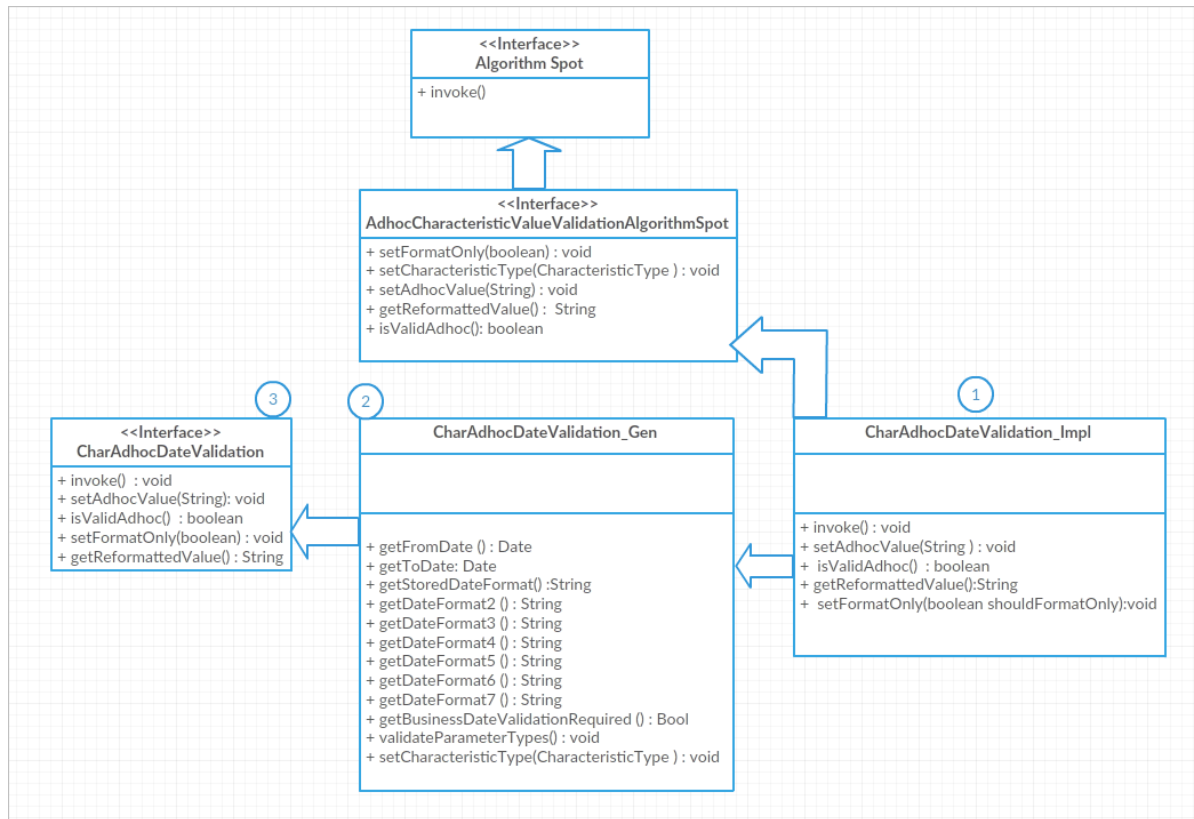 <<Interface>>
Algorithm Spot
+ invoke()
<<Interface>>
AdhocCharacteristicValueValidationAlgorithmSpot
+ setFormatOnly(boolean) : void
+ setCharacteristicType(CharacteristicType ) : void
+ setAdhocValue(String) : void
+ getReformattedValue() :  String
+ isValidAdhoc(): boolean
3
<<Interface>>
CharAdhocDateValidation
+ invoke()  : void
+ setAdhocValue(String): void
+ isValidAdhoc()  : boolean
+ setFormatOnly(boolean) : void
+ getReformattedValue() : String
2
CharAdhocDateValidation_Gen
+ getFromDate () : Date
+ getToDate: Date
+ getStoredDateFormat() :String
+ getDateFormat2 () : String
+ getDateFormat3 () : String
+ getDateFormat4 () : String
+ getDateFormat5 () : String
+ getDateFormat6 () : String
+ getDateFormat7 () : String
+ getBusinessDateValidationRequired () : Bool
+ validateParameterTypes() : void
+ setCharacteristicType(CharacteristicType ) : void
1
CharAdhocDateValidation_Impl
+ invoke() : void
+ setAdhocValue(String ) : void
+  isValidAdhoc()  : boolean
+ getReformattedValue():String
+  setFormatOnly(boolean shouldFormatOnly):void